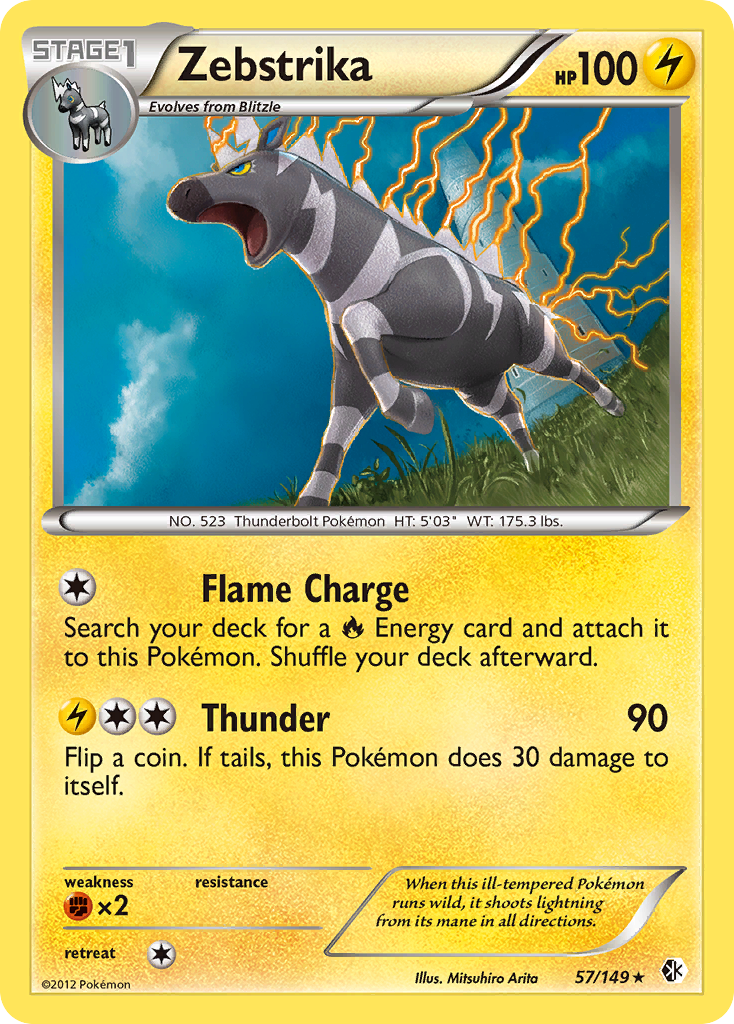 STAGE1
Zebstrika
HP100
Evolves from Blitzle
NO. 523 Thunderbolt Pokémon HT: 5'03" WT: 175.3 lbs.
Flame Charge
Search your deck for a Energy card and attach it
to this Pokémon. Shuffle your deck afterward.
Thunder 90
Flip a coin. If tails, this Pokémon does 30 damage to
itself.
weakness resistance
×2
retreat
When this ill-tempered Pokémon
runs wild, it shoots lightning
from its mane in all directions.
©2012 Pokémon
Illus. Mitsuhiro Arita 57/149★